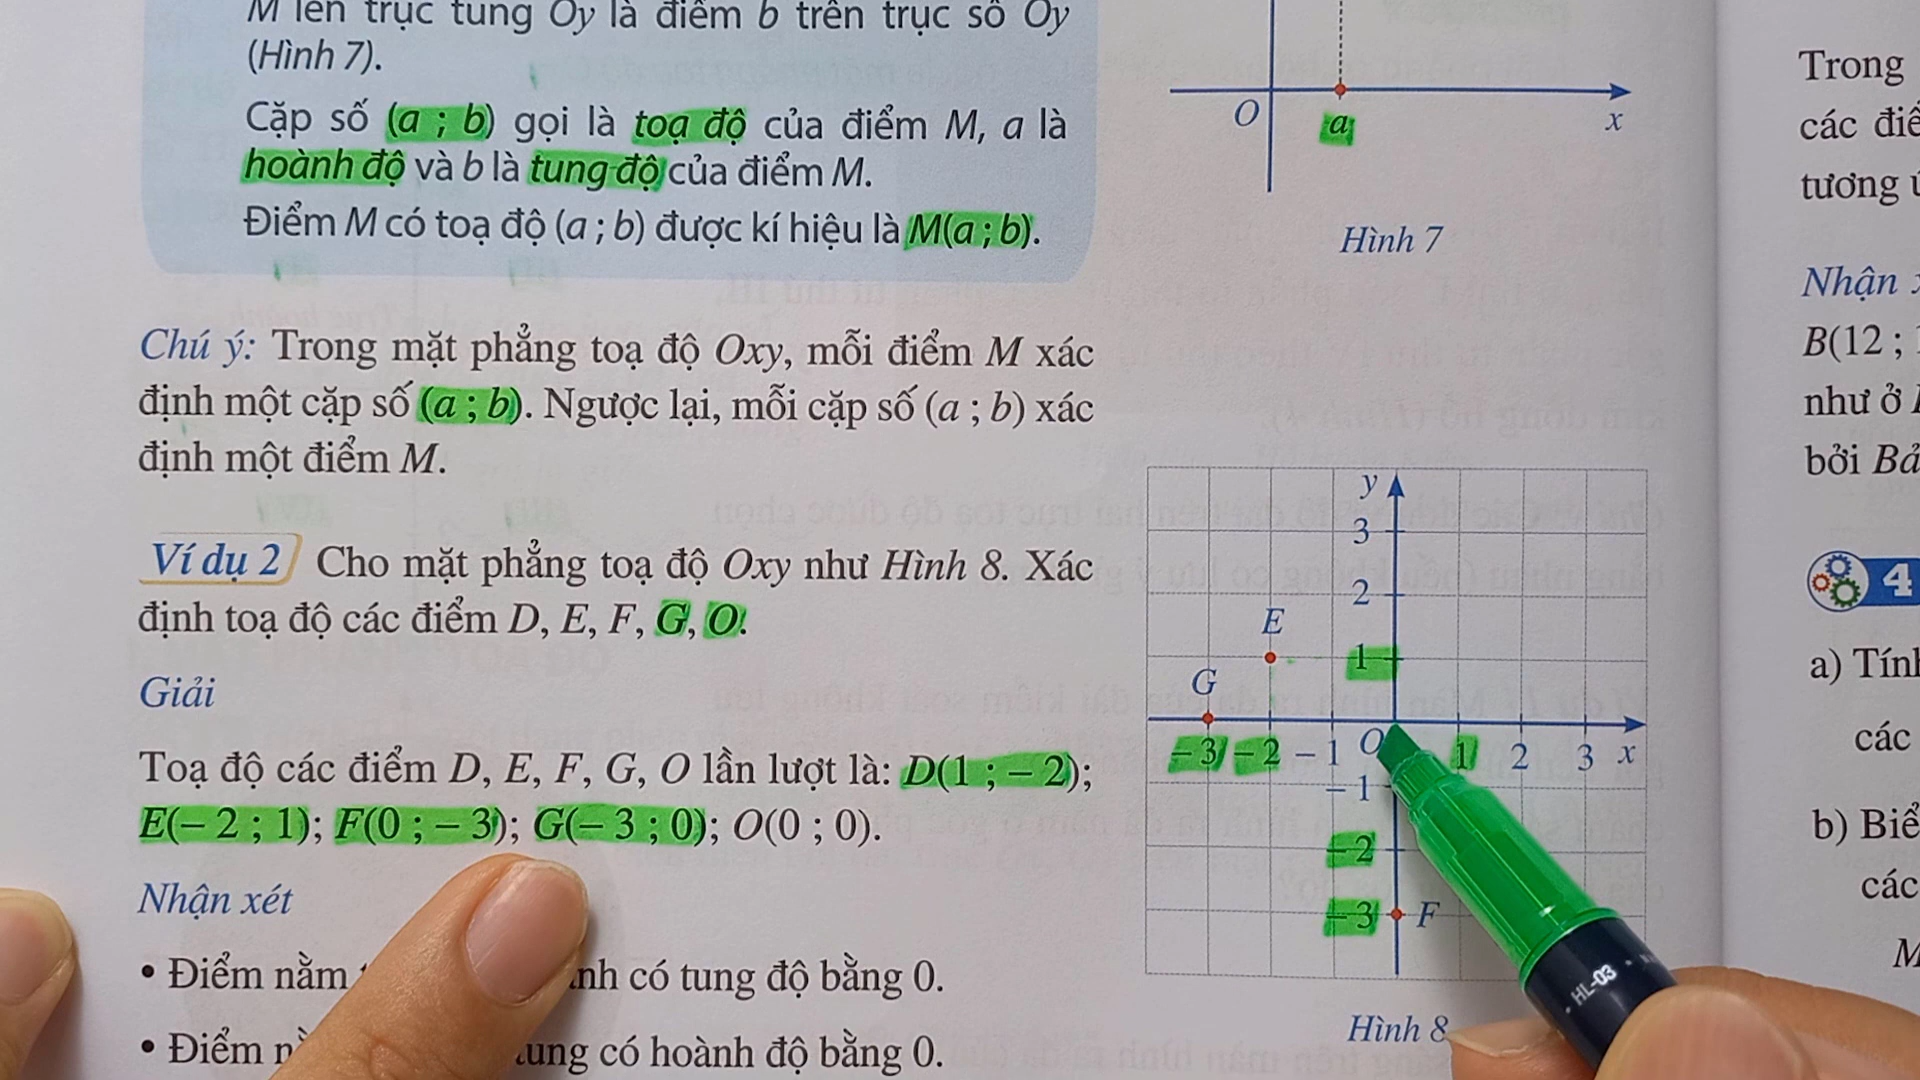 M lên trục tung Oy là điểm b trên trục số Oy
(Hình 7).
Cặp số (a ; b) gọi là toạ độ của điểm M, a là
hoành độ và b là tung độ của điểm M.
Điểm M có toạ độ (a ; b) được kí hiệu là M(a ; b).
O
a
x
Hình 7
Chú ý: Trong mặt phẳng toạ độ Oxy, mỗi điểm M xác
định một cặp số (a ; b). Ngược lại, mỗi cặp số (a ; b) xác
định một điểm M.
Ví dụ 2 Cho mặt phẳng toạ độ Oxy như Hình 8. Xác
định toạ độ các điểm D, E, F, G, O.
Giải
Toạ độ các điểm D, E, F, G, O lần lượt là: D(1 ; – 2);
E(– 2 ; 1); F(0 ; – 3); G(– 3 ; 0); O(0 ; 0).
Nhận xét
• Điểm nằm có tung độ bằng 0.
• Điểm có hoành độ bằng 0.
y
3
2
E
1
G
– 3 – 2 – 1 O 1 2 3 x
– 1
– 2
– 3 F
Hình 8
HL-03
Trong
các
tương
Nhận
B(12 ;
như ở
bởi
4
a)
các
b)
các
M